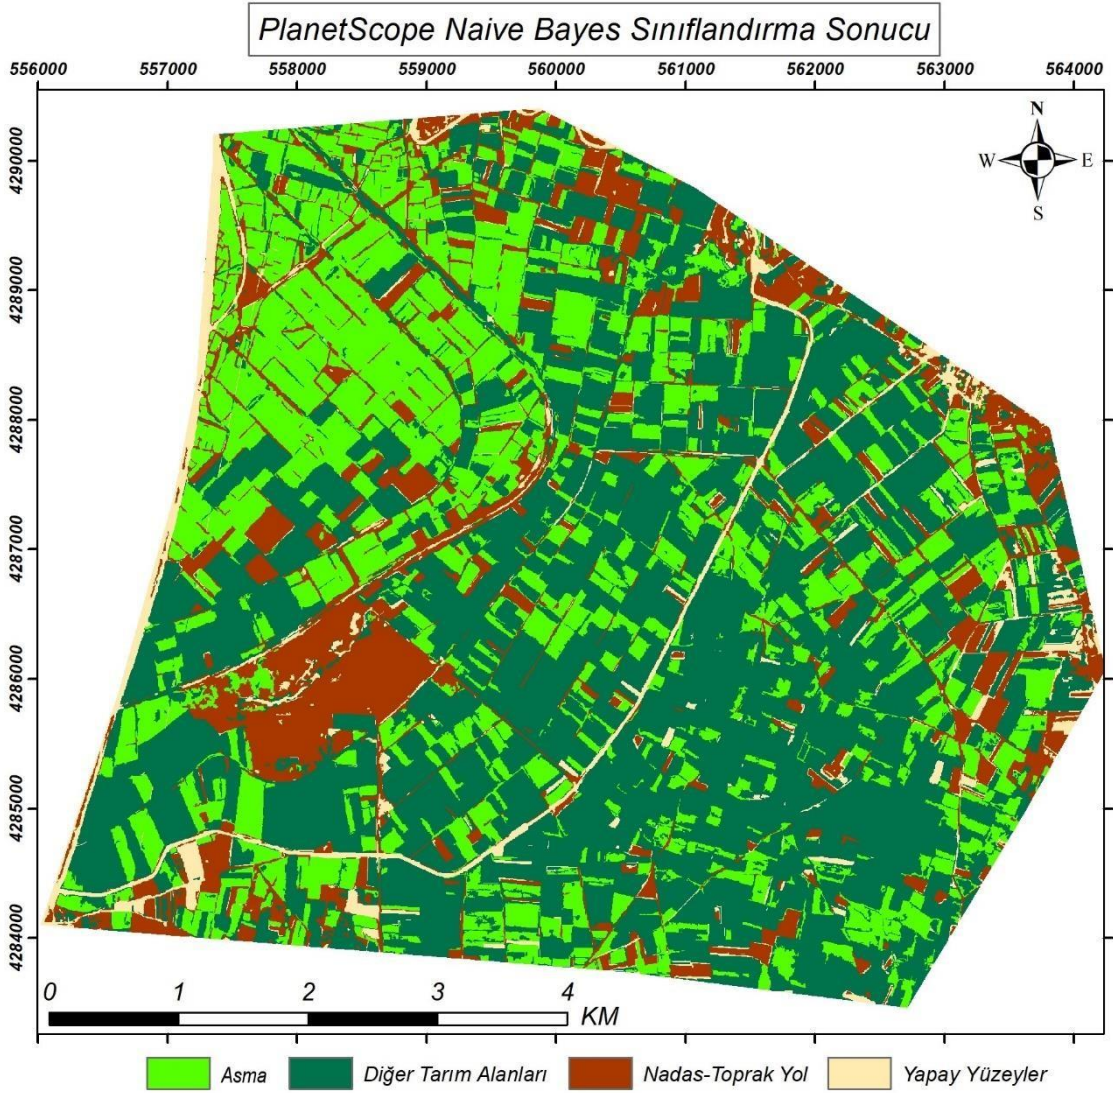 PlanetScope Naive Bayes Sınıflandırma Sonucu
556000 557000 558000 559000 560000 561000 562000 563000 564000
N
W E
S
4290000
4289000
4288000
4287000
4286000
4285000
4284000
0 1 2 3 4
KM
Asma Diğer Tarım Alanları Nadas-Toprak Yol Yapay Yüzeyler